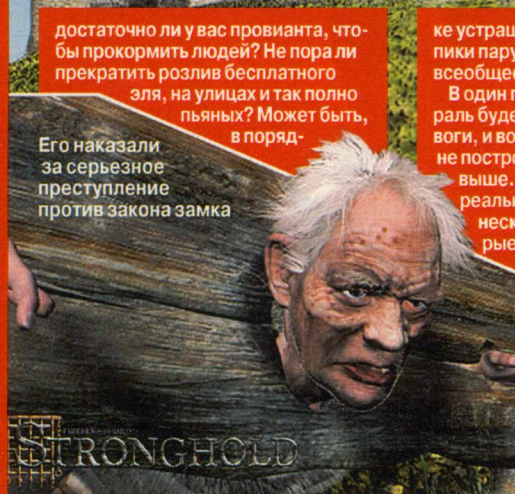 достаточно ли у вас провианта, что-
бы прокормить людей? Не пора ли
прекратить розлив бесплатного
эля, на улицах и так полно
пьяных? Может быть,
в поряд-
Его наказали
за серьезное
преступление
против закона замка
ке устраш
пики пару
всеобщес
В один п
раль буде
воги, и во
не постро
выше.
реальн
неск
рые
STRONGHOLD